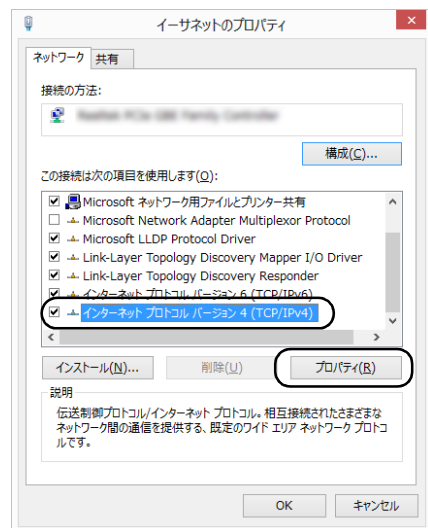 イーサネットのプロパティ
ネットワーク 共有
接続の方法:
構成(C)...
この接続は次の項目を使用します(O):
Microsoft ネットワーク用ファイルとプリンター共有
Microsoft Network Adapter Multiplexor Protocol
Microsoft LLDP Protocol Driver
Link-Layer Topology Discovery Mapper I/O Driver
Link-Layer Topology Discovery Responder
インターネット プロトコル バージョン 6 (TCP/IPv6)
インターネット プロトコル バージョン 4 (TCP/IPv4)
インストール(N)... 削除(U) プロパティ(R)
説明
伝送制御プロトコル/インターネット プロトコル。相互接続されたさまざまな
ネットワーク間の通信を提供する、既定のワイド エリア ネットワーク プロトコ
ルです。
OK キャンセル